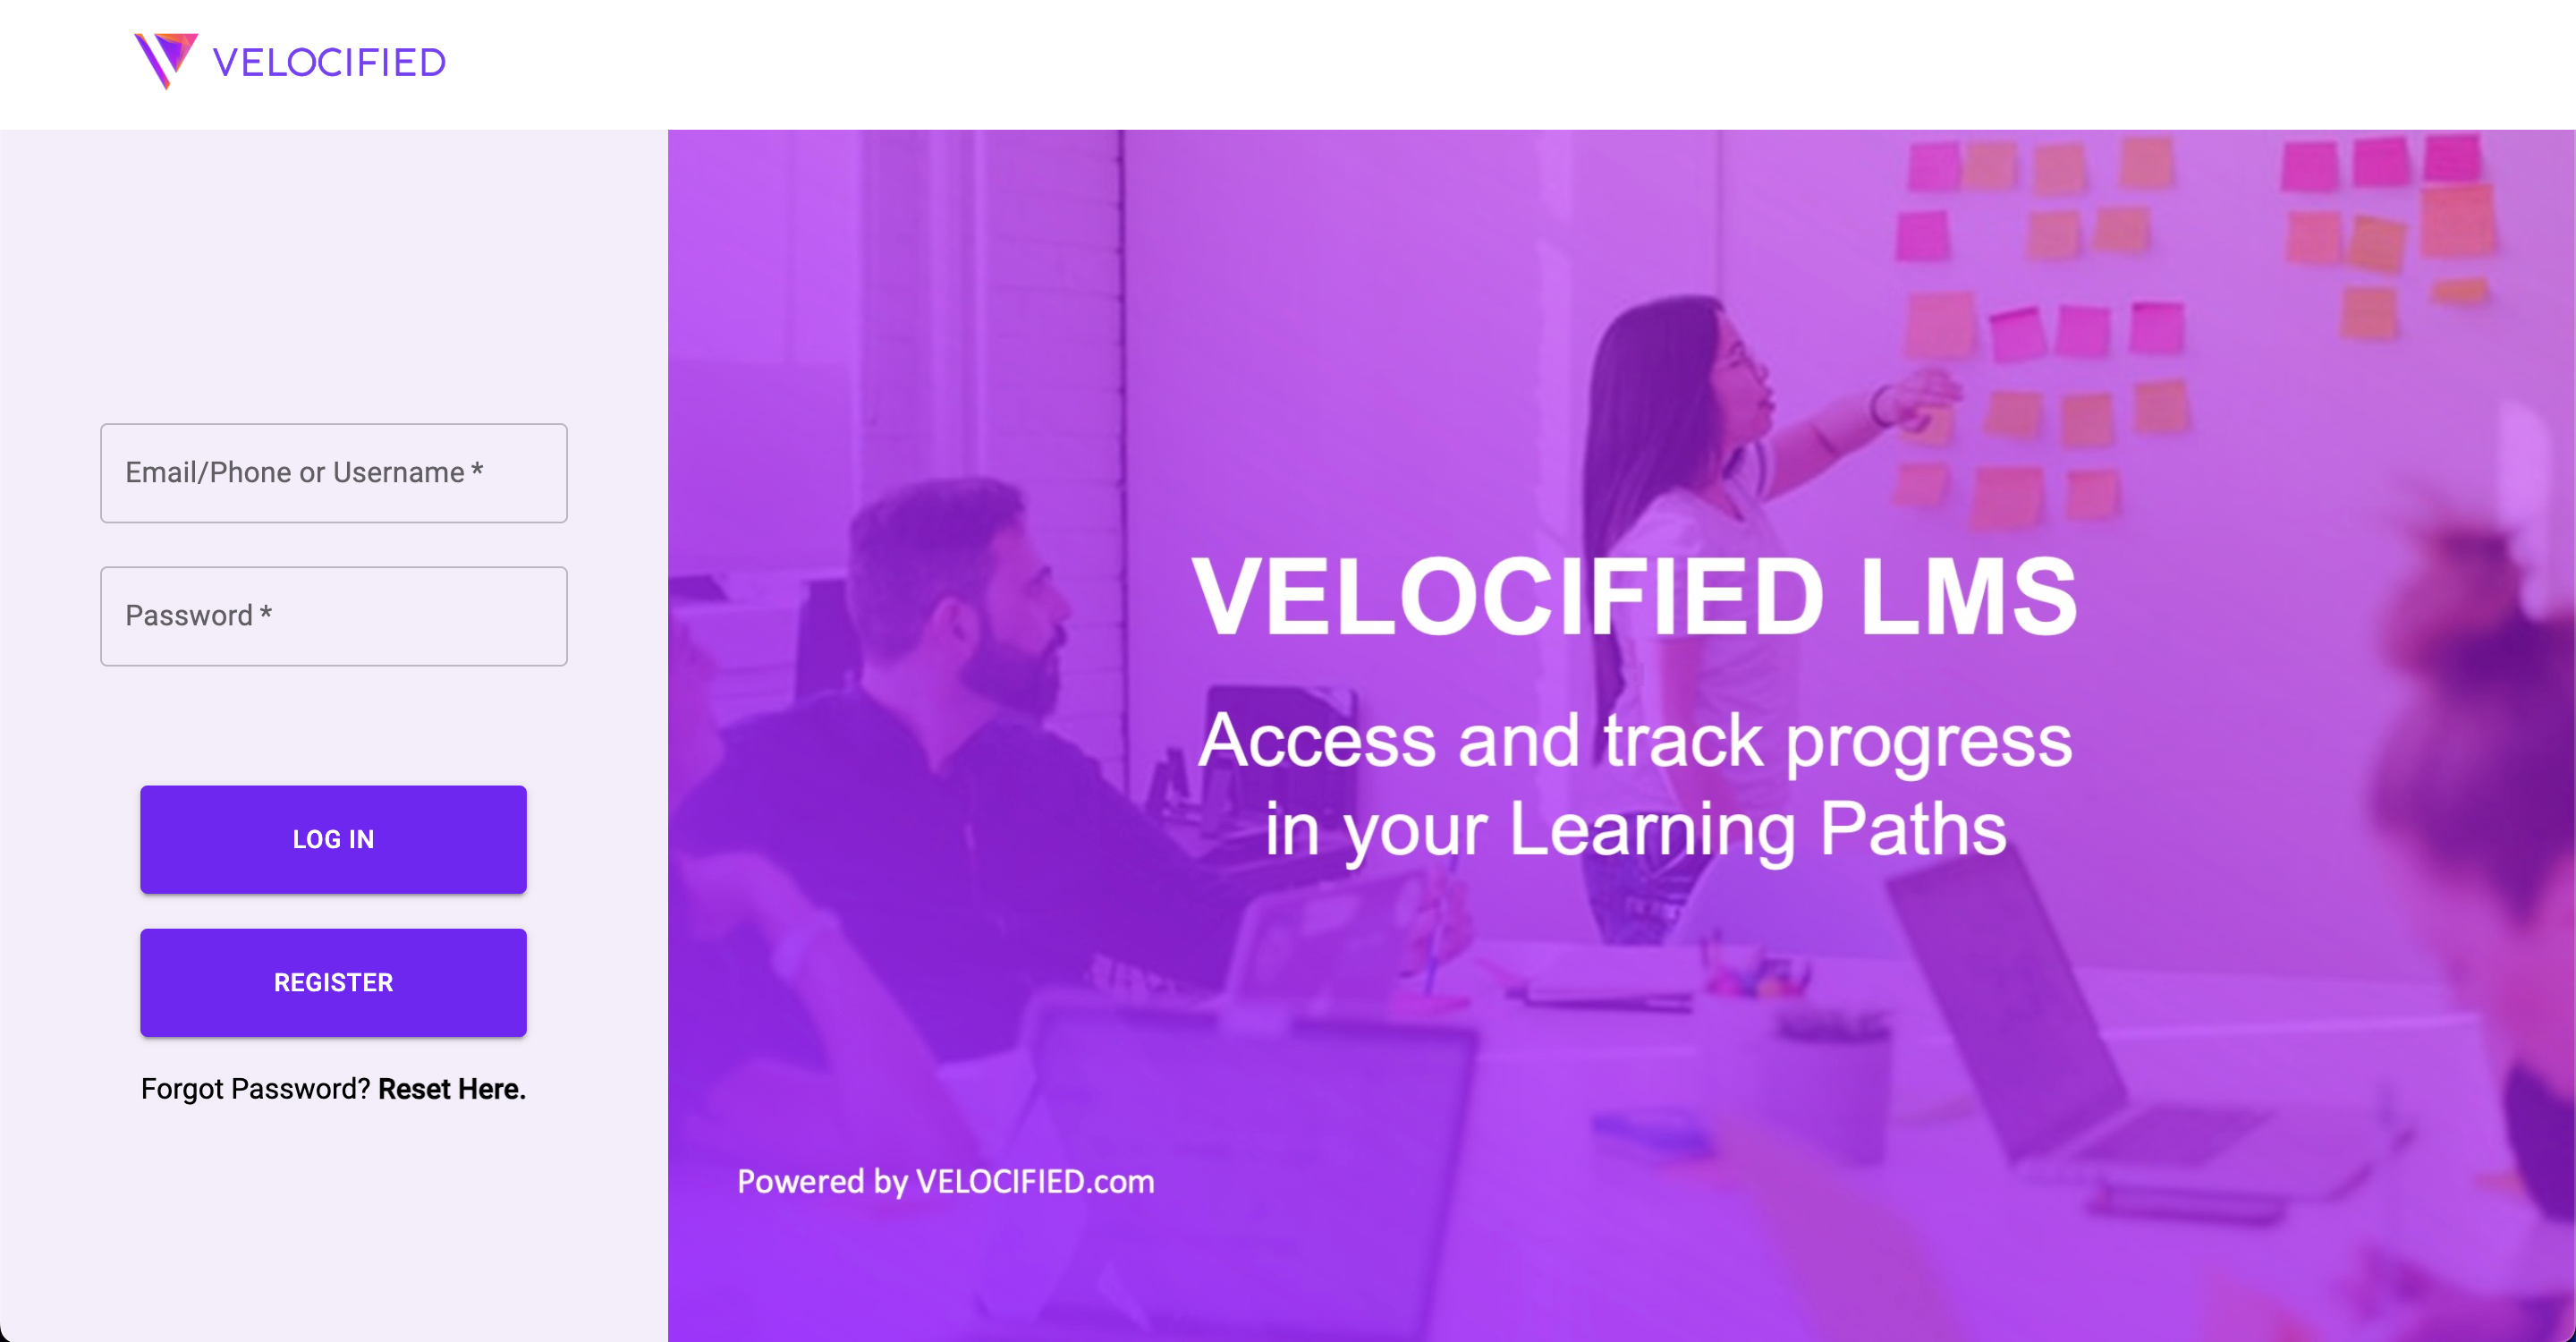 VELOCIFIED
Email/Phone or Username *
Password *
LOG IN
REGISTER
Forgot Password? Reset Here.
VELOCIFIED LMS
Access and track progress
in your Learning Paths
Powered by VELOCIFIED.com